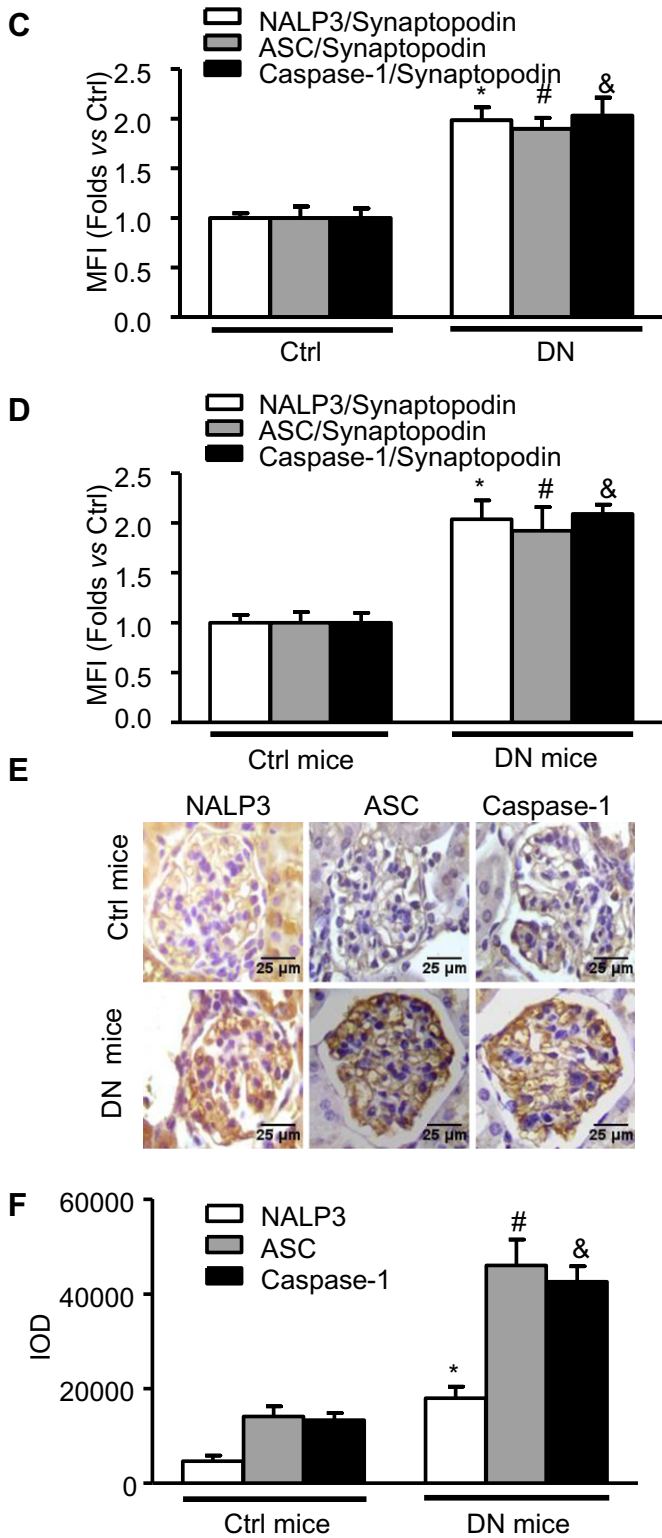 C
NALP3/Synaptopodin
ASC/Synaptopodin
Caspase-1/Synaptopodin
MFI (Folds vs Ctrl)
2.5
2.0
1.5
1.0
0.5
0.0
* # &
Ctrl DN
D
NALP3/Synaptopodin
ASC/Synaptopodin
Caspase-1/Synaptopodin
MFI (Folds vs Ctrl)
2.5
2.0
1.5
1.0
0.5
0.0
* # &
Ctrl mice DN mice
E
NALP3 ASC Caspase-1
Ctrl mice
25 μm 25 μm 25 μm
DN mice
25 μm 25 μm 25 μm
F
NALP3
ASC
Caspase-1
IOD
60000
40000
20000
0
* # &
Ctrl mice DN mice